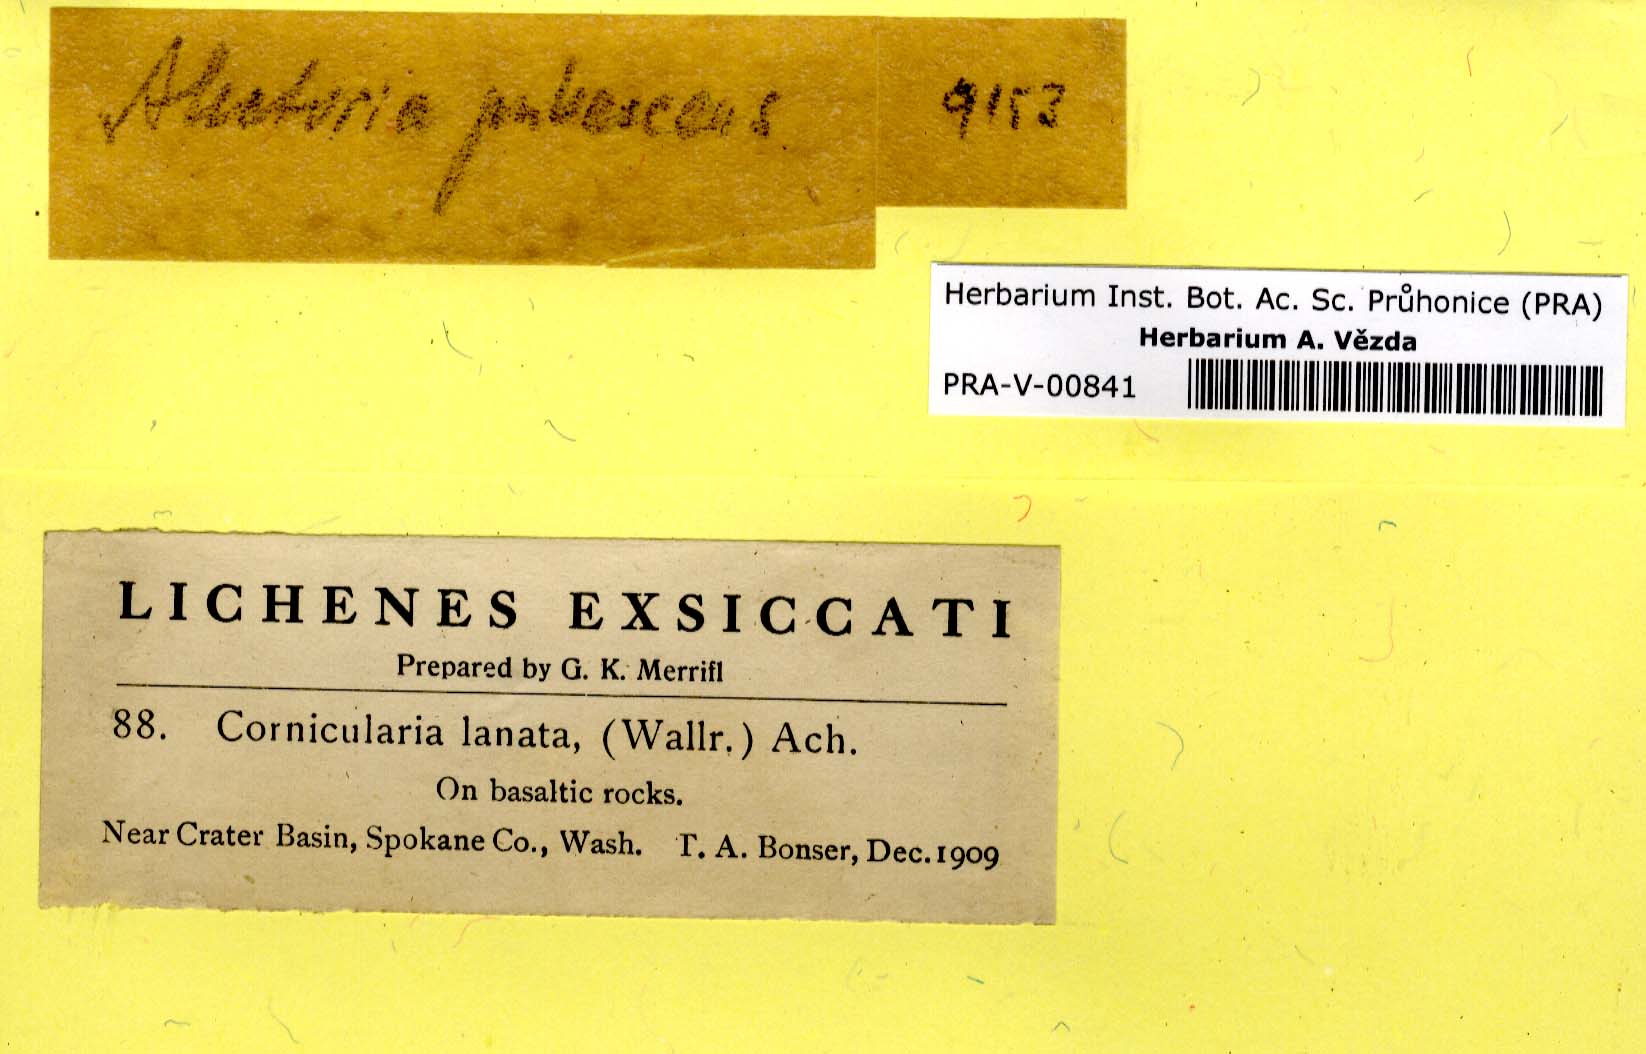 Alectoria pubescens 9153
Herbarium Inst. Bot. Ac. Sc. Průhonice (PRA)
Herbarium A. Vězda
PRA-V-00841
LICHENES EXSICCATI
Prepared by G. K. Merrill
88. Cornicularia lanata, (Wallr.) Ach.
On basaltic rocks.
Near Crater Basin, Spokane Co., Wash. T. A. Bonser, Dec. 1909